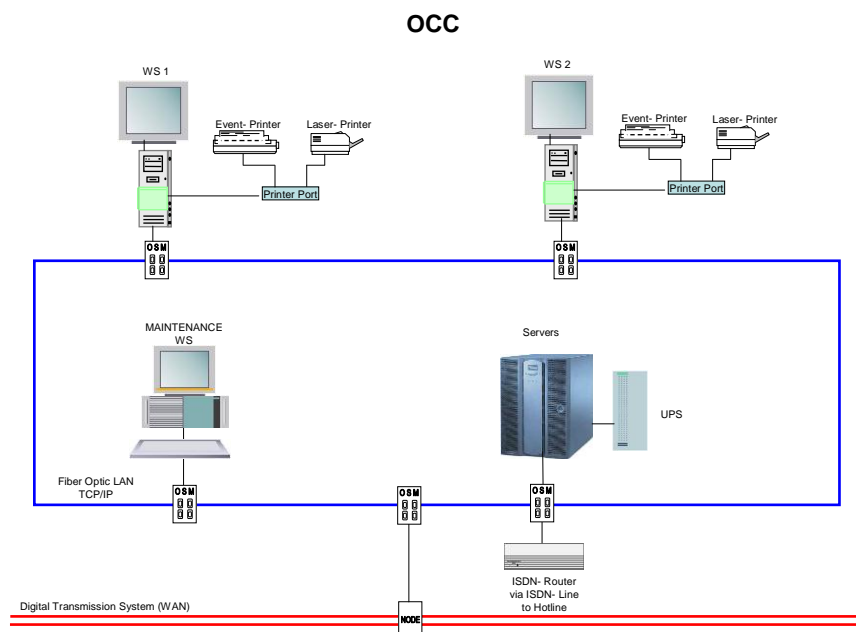 OCC
WS 1
WS 2
Event- Printer
Laser- Printer
Event- Printer
Laser- Printer
Printer Port
Printer Port
OSM
OSM
MAINTENANCE
WS
Servers
UPS
Fiber Optic LAN
TCP/IP
OSM
OSM
OSM
ISDN- Router
via ISDN- Line
to Hotline
Digital Transmission System (WAN)
NODE